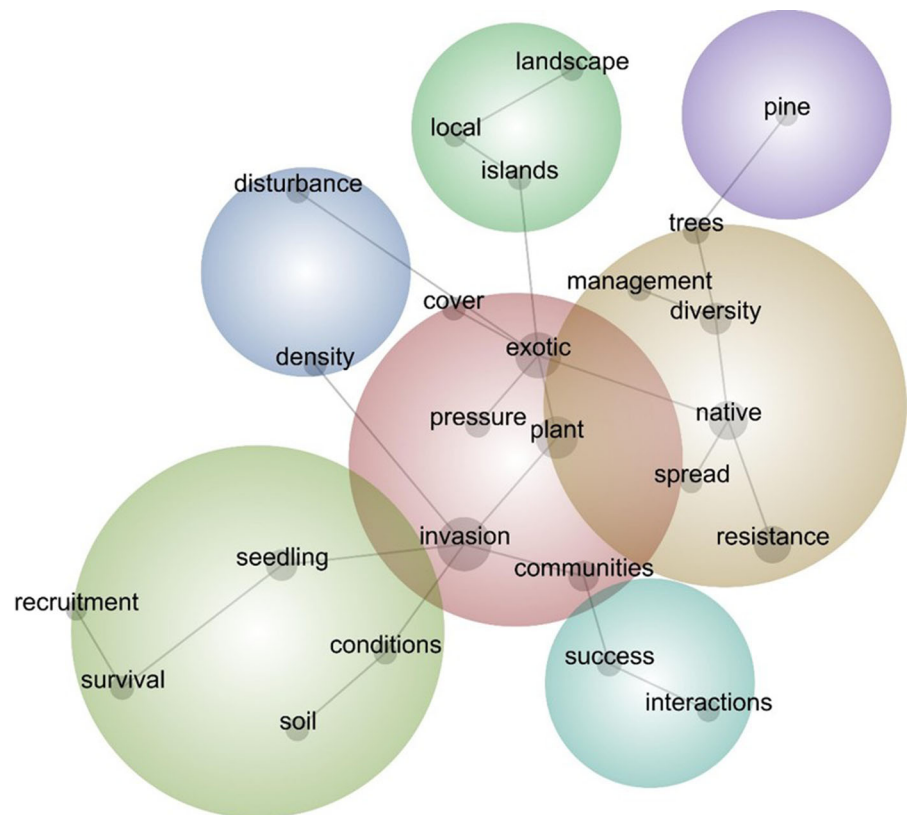 landscape
pine
local
islands
disturbance
trees
management
cover
diversity
exotic
density
native
pressure
plant
spread
invasion
resistance
seedling
communities
recruitment
conditions
success
survival
interactions
soil